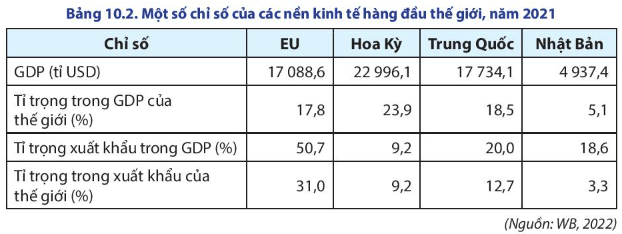 Bảng 10.2. Một số chỉ số của các nền kinh tế hàng đầu thế giới, năm 2021
Chỉ số EU Hoa Kỳ Trung Quốc Nhật Bản
GDP (tỉ USD) 17 088,6 22 996,1 17 734,1 4 937,4
Tỉ trọng trong GDP của
thế giới (%) 17,8 23,9 18,5 5,1
Tỉ trọng xuất khẩu trong GDP (%) 50,7 9,2 20,0 18,6
Tỉ trọng trong xuất khẩu của
thế giới (%) 31,0 9,2 12,7 3,3
(Nguồn: WB, 2022)